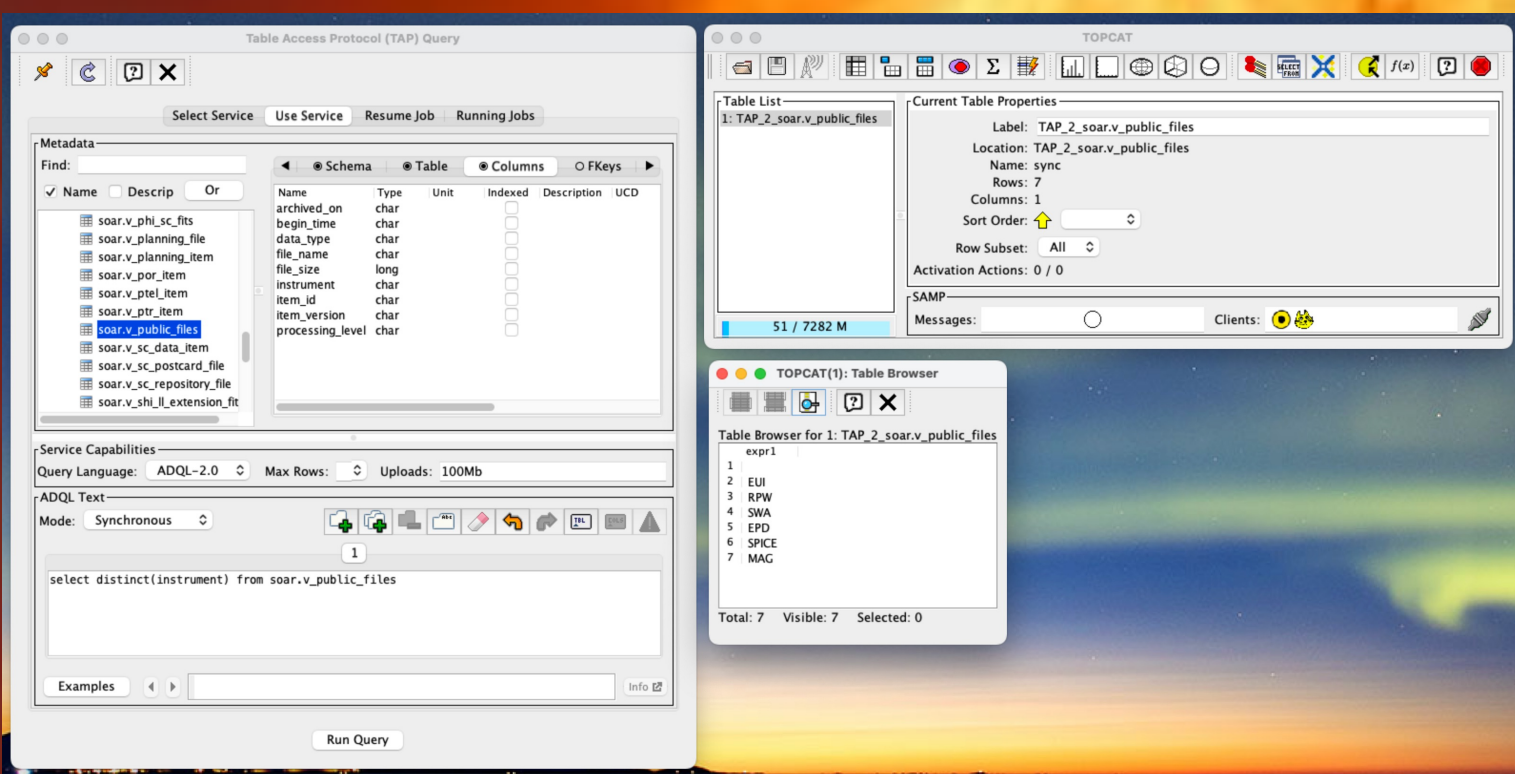 Table Access Protocol (TAP) Query
Select Service Use Service Resume Job Running Jobs
Metadata
Find:
Name Descrip Or
soar.v_phi_sc_fits
soar.v_planning_file
soar.v_planning_item
soar.v_por_item
soar.v_ptel_item
soar.v_ptr_item
soar.v_public_files
soar.v_sc_data_item
soar.v_sc_postcard_file
soar.v_sc_repository_file
soar.v_shi_ll_extension_fit
Schema Table Columns FKeys
Name Type Unit Indexed Description UCD
archived_on char
begin_time char
data_type char
file_name char
file_size long
instrument char
item_id char
item_version char
processing_level char
Service Capabilities
Query Language: ADQL-2.0 Max Rows: Uploads: 100Mb
ADQL Text
Mode: Synchronous
Abc
TBL
1
select distinct(instrument) from soar.v_public_files
Examples Info
Run Query
TOPCAT
Σ SELECT FROM f(x)
Table List
1: TAP_2_soar.v_public_files
51 / 7282 M
Current Table Properties
Label: TAP_2_soar.v_public_files
Location: TAP_2_soar.v_public_files
Name: sync
Rows: 7
Columns: 1
Sort Order:
Row Subset: All
Activation Actions: 0 / 0
SAMP
Messages: Clients:
TOPCAT(1): Table Browser
Table Browser for 1: TAP_2_soar.v_public_files
expr1
1
2 EUI
3 RPW
4 SWA
5 EPD
6 SPICE
7 MAG
Total: 7 Visible: 7 Selected: 0